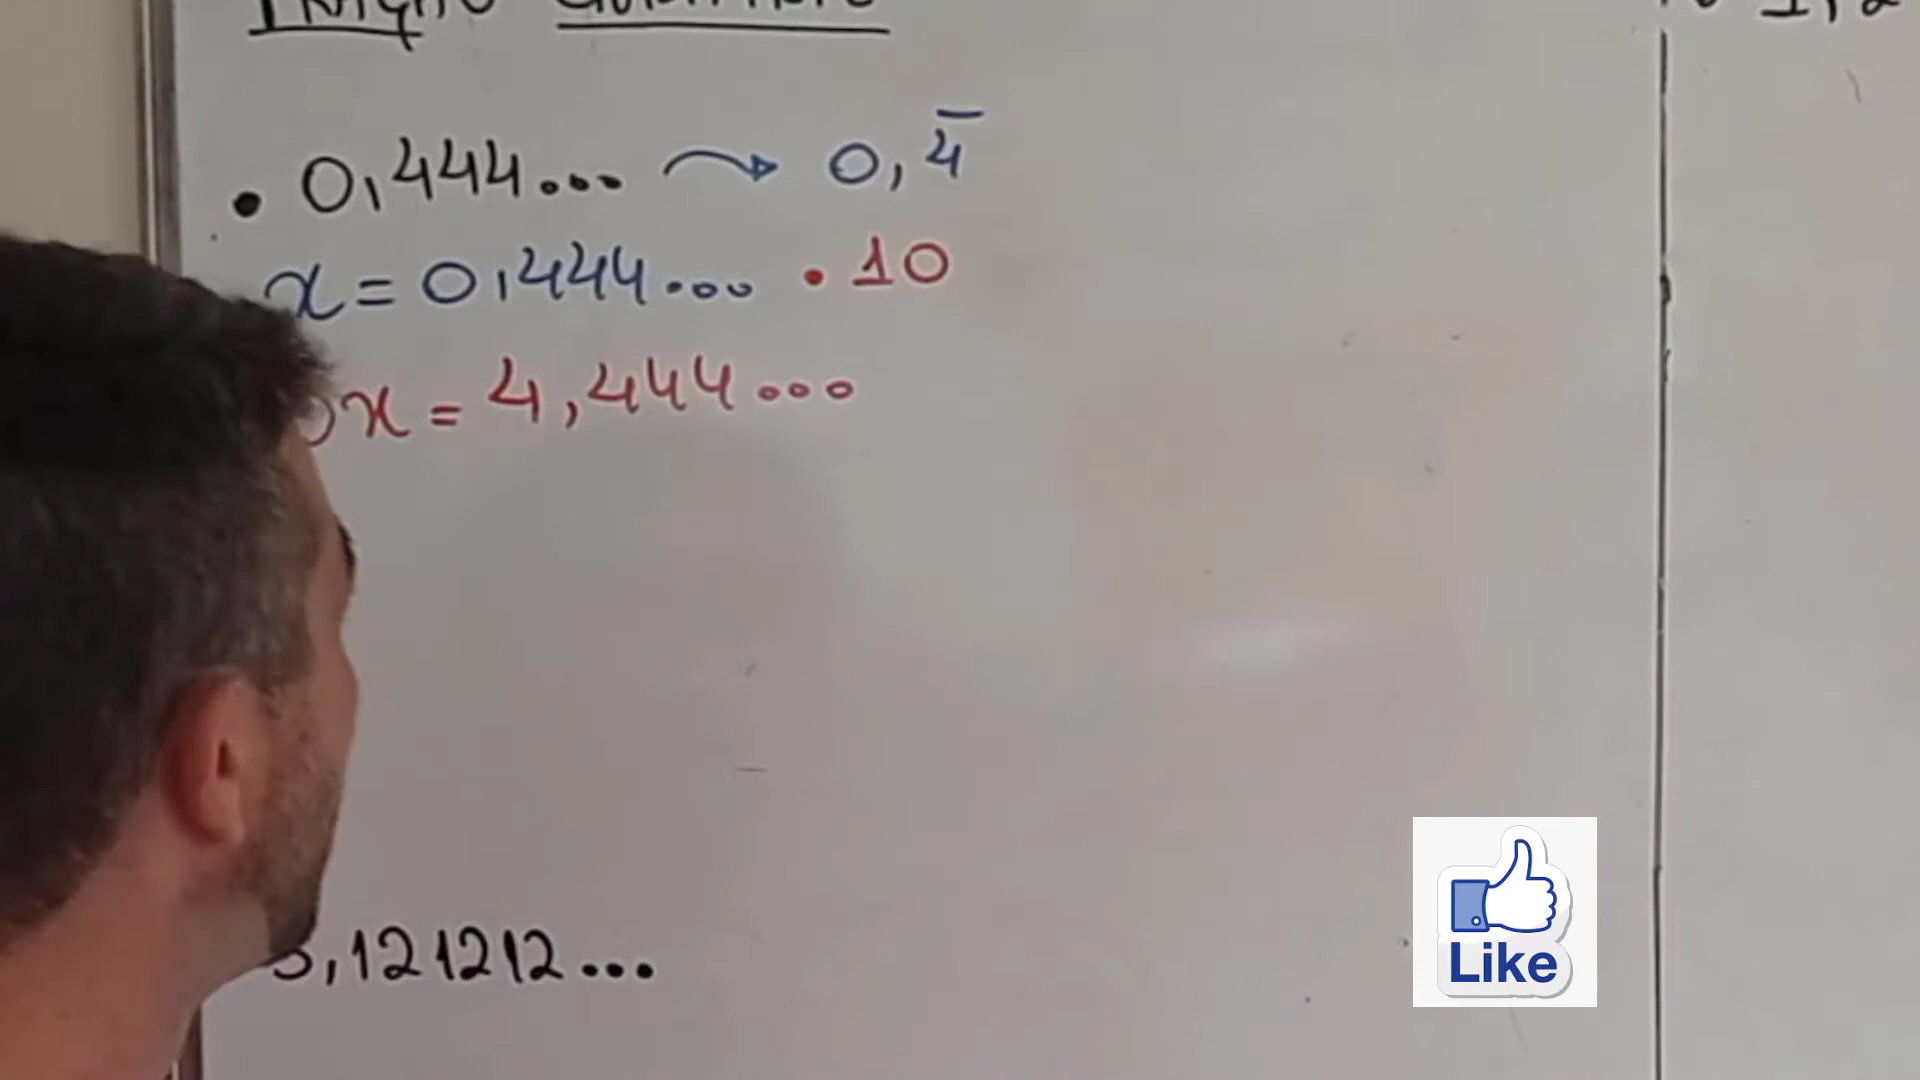 0,444... 0,4̅
x = 0,444... · 10
x = 4,444...
,121212...
Like